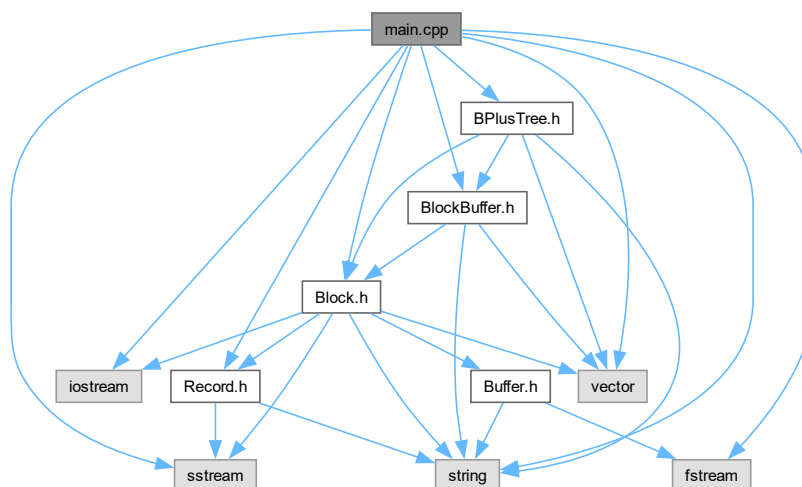 main.cpp
BPlusTree.h
BlockBuffer.h
Block.h
iostream
Record.h
Buffer.h
vector
sstream
string
fstream